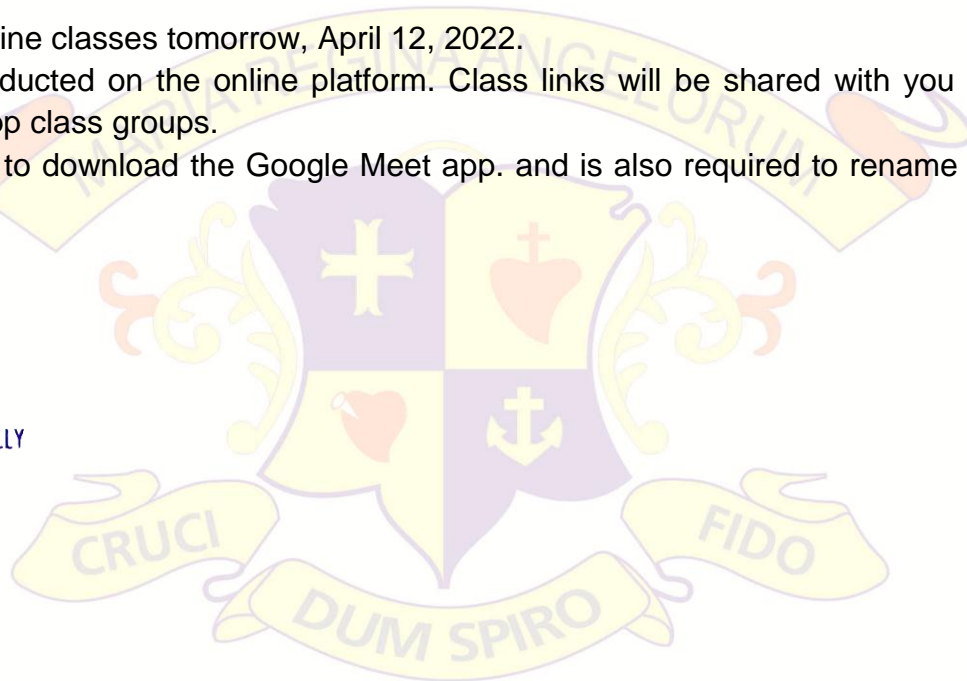 ine classes tomorrow, April 12, 2022.
ducted on the online platform. Class links will be shared with you
op class groups.
to download the Google Meet app. and is also required to rename
MARIA REGINA ANGELORUM
LLY
CRUCI
FIDO
DUM SPIRO